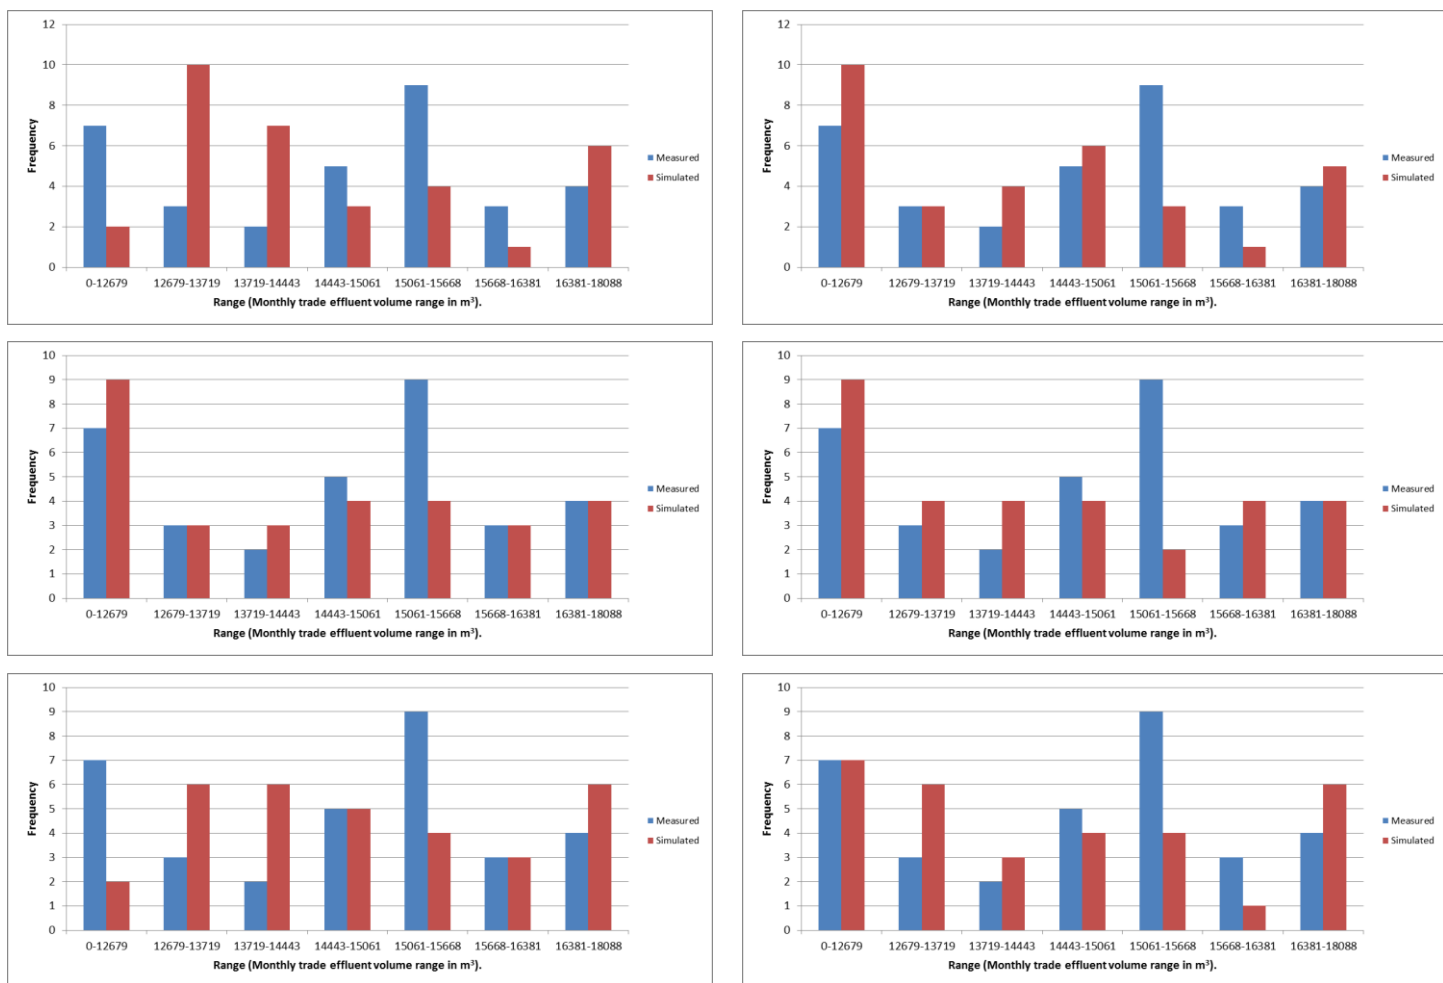 12
10
8
6
4
2
0
Frequency
0-12679 12679-13719 13719-14443 14443-15061 15061-15668 15668-16381 16381-18088
Range (Monthly trade effluent volume range in m³).
Measured
Simulated
12
10
8
6
4
2
0
Frequency
0-12679 12679-13719 13719-14443 14443-15061 15061-15668 15668-16381 16381-18088
Range (Monthly trade effluent volume range in m³).
Measured
Simulated
10
9
8
7
6
5
4
3
2
1
0
Frequency
0-12679 12679-13719 13719-14443 14443-15061 15061-15668 15668-16381 16381-18088
Range (Monthly trade effluent volume range in m³).
Measured
Simulated
10
9
8
7
6
5
4
3
2
1
0
Frequency
0-12679 12679-13719 13719-14443 14443-15061 15061-15668 15668-16381 16381-18088
Range (Monthly trade effluent volume range in m³).
Measured
Simulated
10
9
8
7
6
5
4
3
2
1
0
Frequency
0-12679 12679-13719 13719-14443 14443-15061 15061-15668 15668-16381 16381-18088
Range (Monthly trade effluent volume range in m³).
Measured
Simulated
10
9
8
7
6
5
4
3
2
1
0
Frequency
0-12679 12679-13719 13719-14443 14443-15061 15061-15668 15668-16381 16381-18088
Range (Monthly trade effluent volume range in m³).
Measured
Simulated